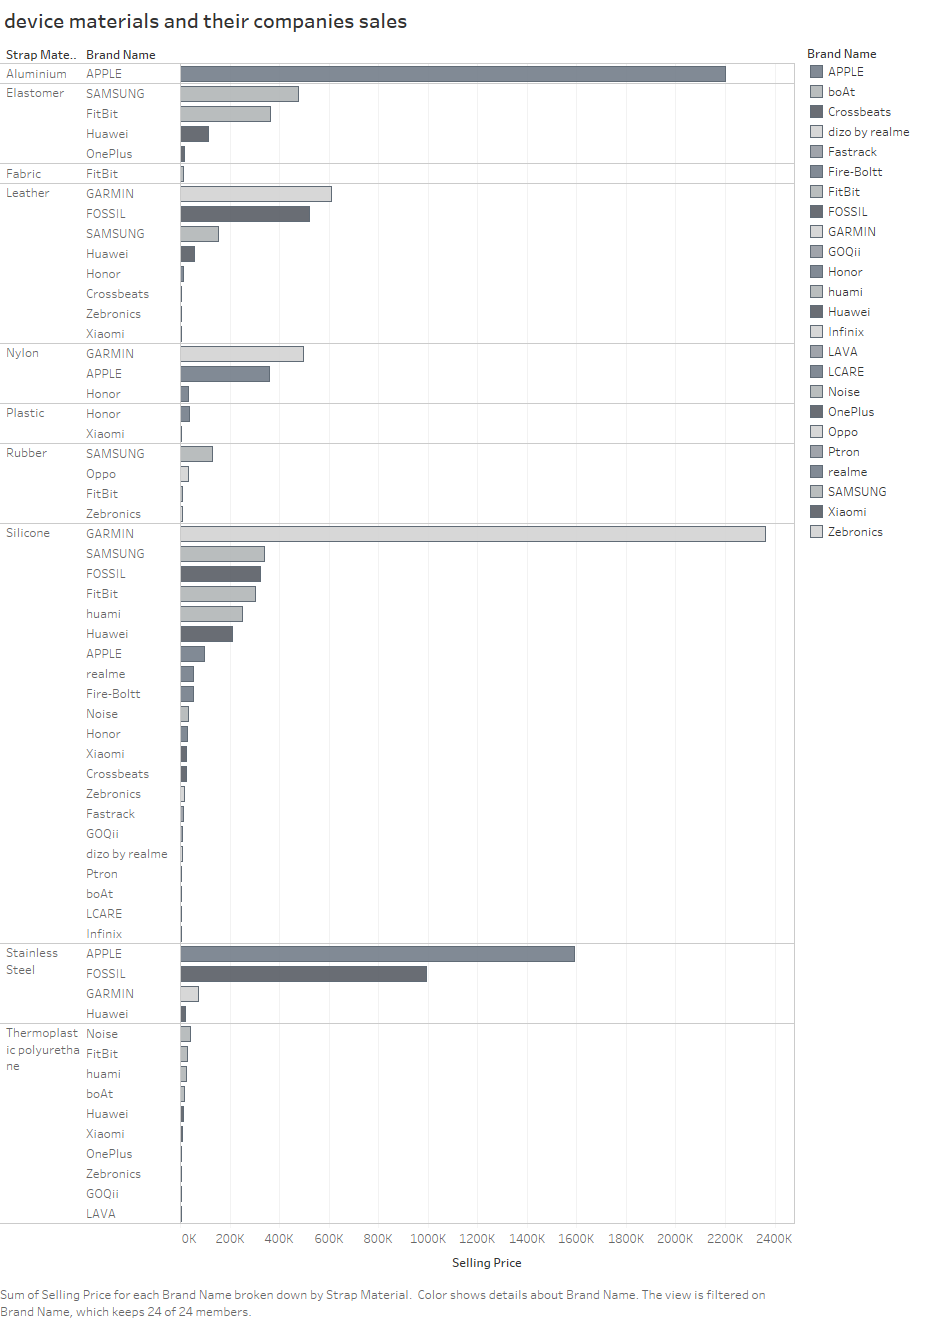 device materials and their companies sales
Strap Mate.. Brand Name
Aluminium APPLE
Elastomer SAMSUNG
FitBit
Huawei
OnePlus
Fabric FitBit
Leather GARMIN
FOSSIL
SAMSUNG
Huawei
Honor
Crossbeats
Zebronics
Xiaomi
Nylon GARMIN
APPLE
Honor
Plastic Honor
Xiaomi
Rubber SAMSUNG
Oppo
FitBit
Zebronics
Silicone GARMIN
SAMSUNG
FOSSIL
FitBit
huami
Huawei
APPLE
realme
Fire-Boltt
Noise
Honor
Xiaomi
Crossbeats
Zebronics
Fastrack
GOQii
dizo by realme
Ptron
boAt
LCARE
Infinix
Stainless APPLE
Steel FOSSIL
GARMIN
Huawei
Thermoplast Noise
ic polyuretha FitBit
ne huami
boAt
Huawei
Xiaomi
OnePlus
Zebronics
GOQii
LAVA
0K 200K 400K 600K 800K 1000K 1200K 1400K 1600K 1800K 2000K 2200K 2400K
Selling Price
Brand Name
APPLE
boAt
Crossbeats
dizo by realme
Fastrack
Fire-Boltt
FitBit
FOSSIL
GARMIN
GOQii
Honor
huami
Huawei
Infinix
LAVA
LCARE
Noise
OnePlus
Oppo
Ptron
realme
SAMSUNG
Xiaomi
Zebronics
Sum of Selling Price for each Brand Name broken down by Strap Material. Color shows details about Brand Name. The view is filtered on
Brand Name, which keeps 24 of 24 members.